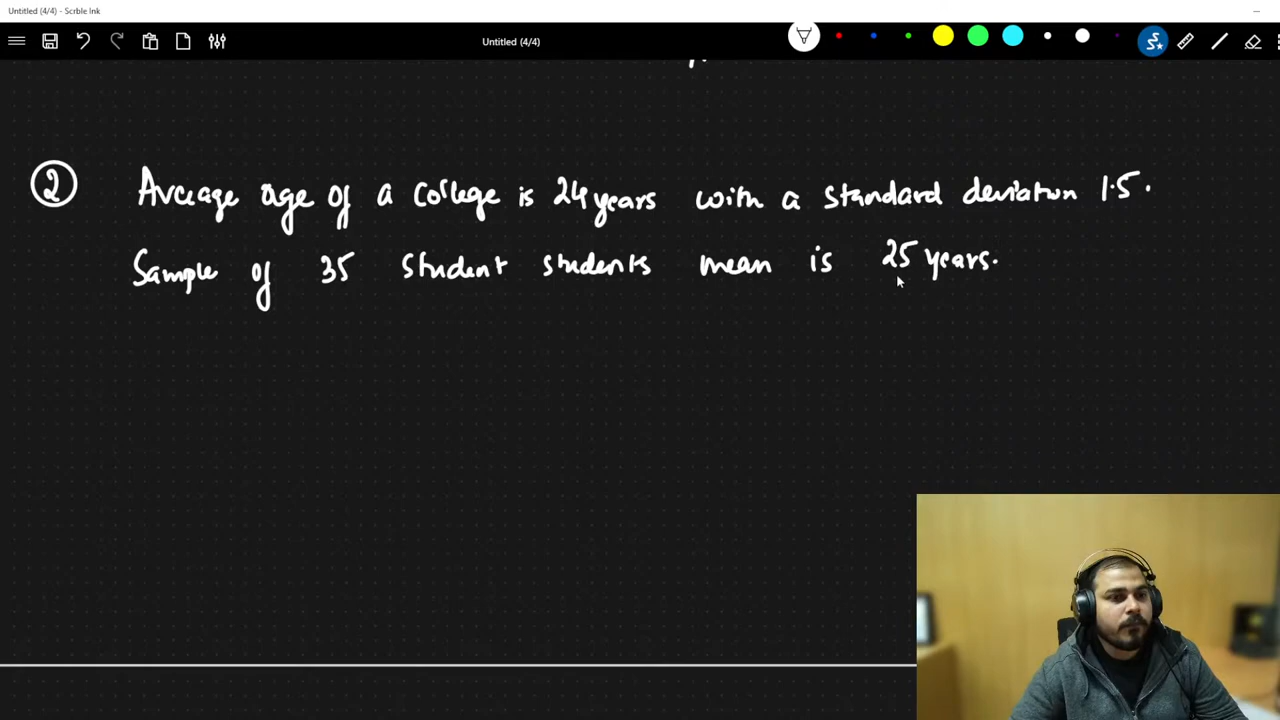 Untitled (4/4) - Scrble Ink
Untitled (4/4)
2 Average age of a college is 24 years with a standard deviation 1.5.
Sample of 35 student students mean is 25 years.